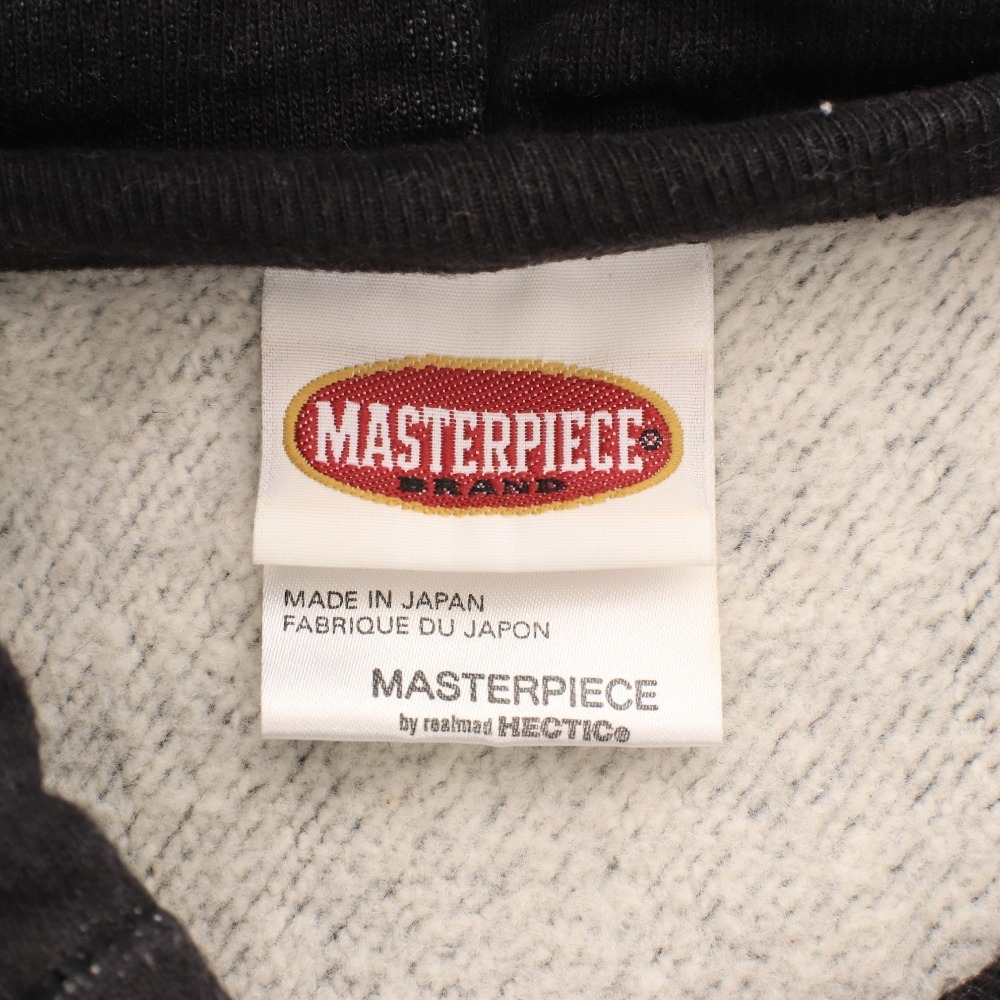 MASTERPIECE®
BRAND
MADE IN JAPAN
FABRIQUE DU JAPON
MASTERPIECE
by realmad HECTIC®